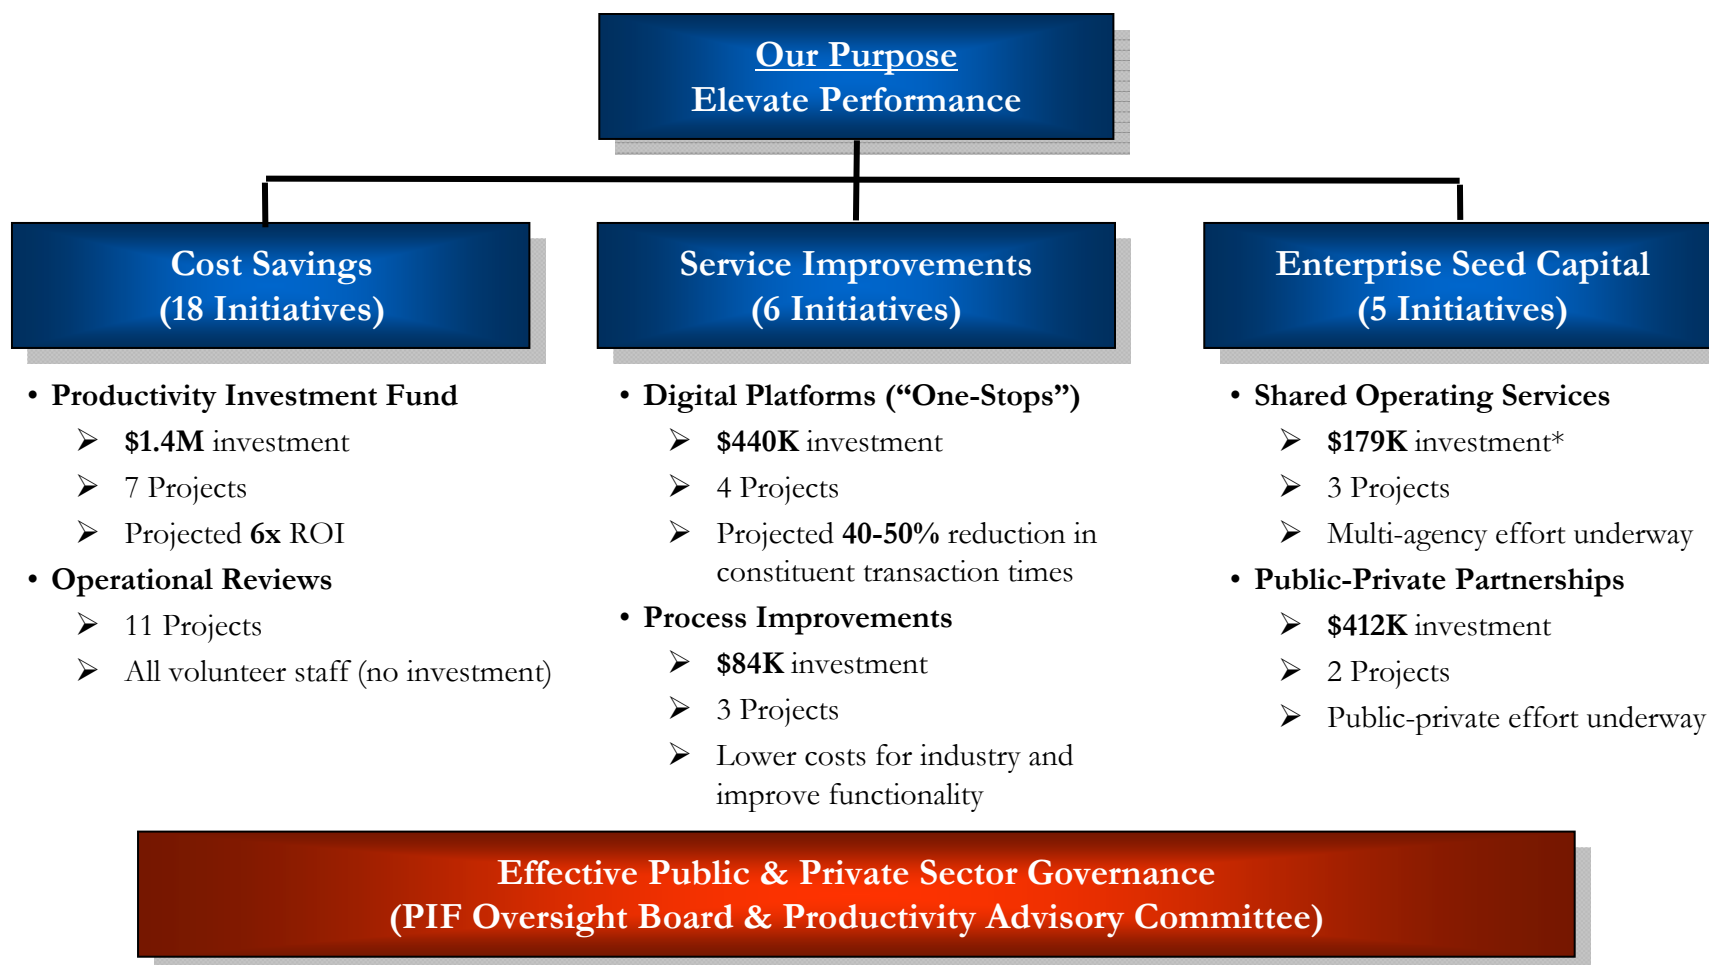 Our Purpose
Elevate Performance
Cost Savings
(18 Initiatives)
Service Improvements
(6 Initiatives)
Enterprise Seed Capital
(5 Initiatives)
• Productivity Investment Fund
➢ $1.4M investment
➢ 7 Projects
➢ Projected 6x ROI
• Operational Reviews
➢ 11 Projects
➢ All volunteer staff (no investment)
• Digital Platforms (“One-Stops”)
➢ $440K investment
➢ 4 Projects
➢ Projected 40-50% reduction in
constituent transaction times
• Process Improvements
➢ $84K investment
➢ 3 Projects
➢ Lower costs for industry and
improve functionality
• Shared Operating Services
➢ $179K investment*
➢ 3 Projects
➢ Multi-agency effort underway
• Public-Private Partnerships
➢ $412K investment
➢ 2 Projects
➢ Public-private effort underway
Effective Public & Private Sector Governance
(PIF Oversight Board & Productivity Advisory Committee)